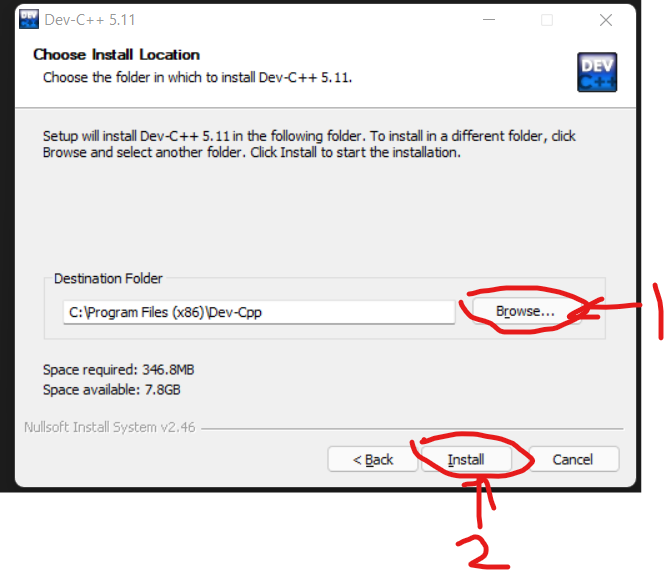 Dev-C++ 5.11
Choose Install Location
Choose the folder in which to install Dev-C++ 5.11.
DEV
C++
Setup will install Dev-C++ 5.11 in the following folder. To install in a different folder, click
Browse and select another folder. Click Install to start the installation.
Destination Folder
C:\Program Files (x86)\Dev-Cpp
Browse...
1
Space required: 346.8MB
Space available: 7.8GB
Nullsoft Install System v2.46
< Back
Install
Cancel
2